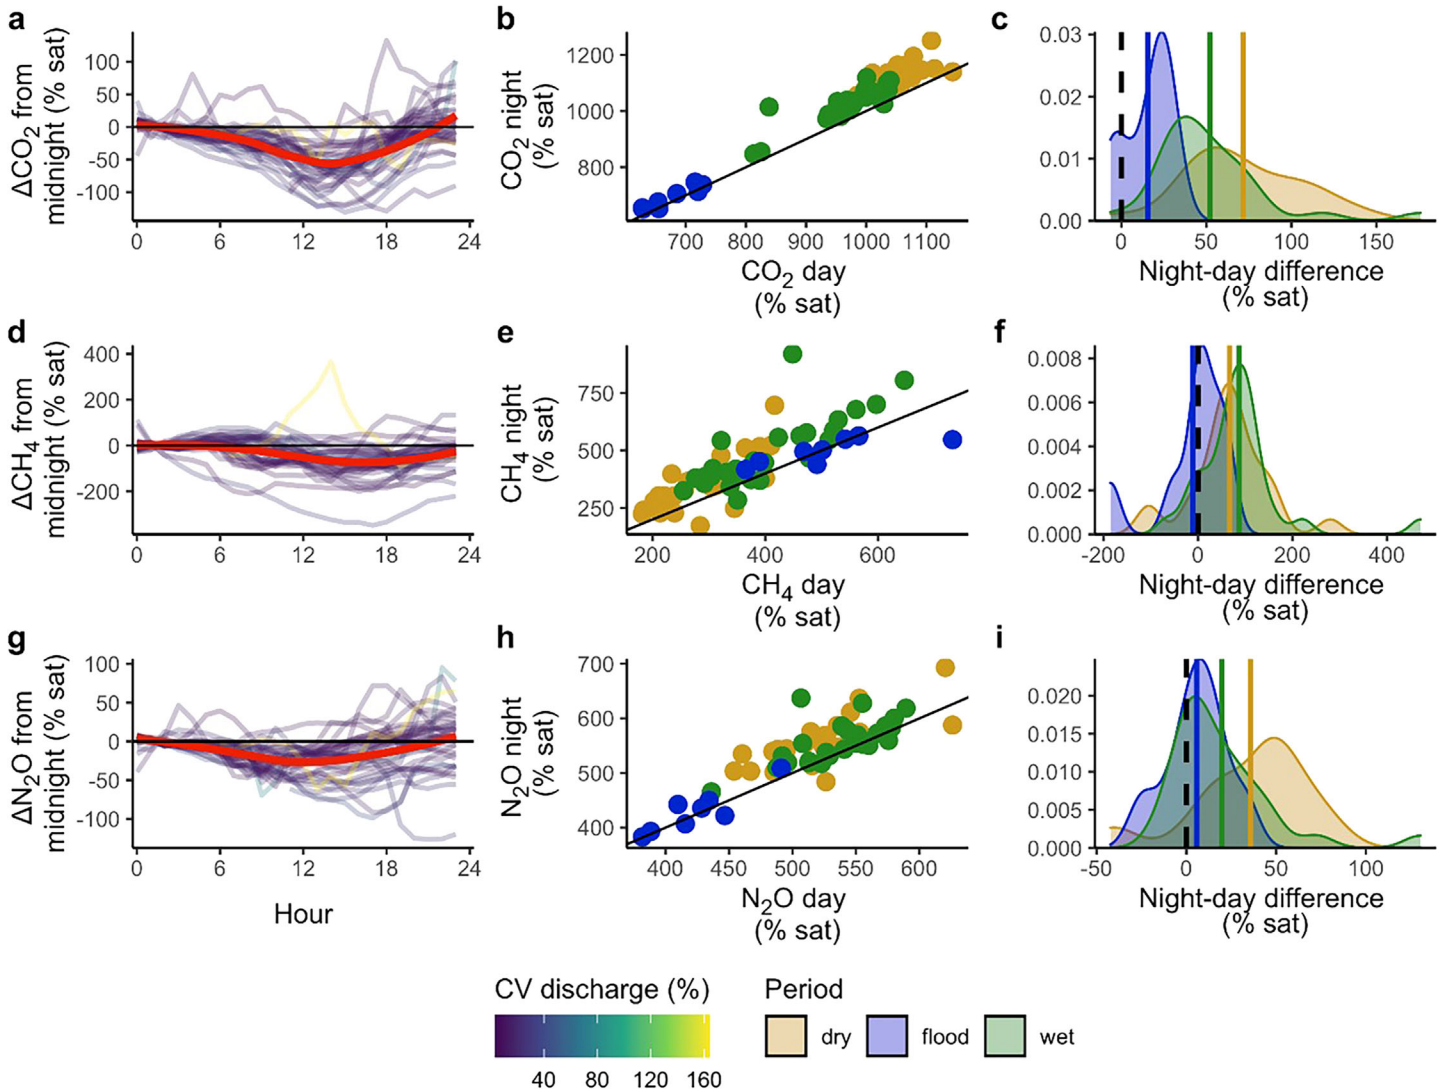 a
ΔCO2 from
midnight (% sat)
100
50
0
-50
-100
0 6 12 18 24
b
CO2 night
(% sat)
1200
1000
800
700 800 900 1000 1100
CO2 day
(% sat)
c
0.03
0.02
0.01
0.00
0 50 100 150
Night-day difference
(% sat)
d
ΔCH4 from
midnight (% sat)
400
200
0
-200
0 6 12 18 24
e
CH4 night
(% sat)
750
500
250
200 400 600
CH4 day
(% sat)
f
0.008
0.006
0.004
0.002
0.000
-200 0 200 400
Night-day difference
(% sat)
g
ΔN2O from
midnight (% sat)
100
50
0
-50
-100
0 6 12 18 24
Hour
h
N2O night
(% sat)
700
600
500
400
400 450 500 550 600
N2O day
(% sat)
i
0.020
0.015
0.010
0.005
0.000
-50 0 50 100
Night-day difference
(% sat)
CV discharge (%)
40 80 120 160
Period
dry flood wet